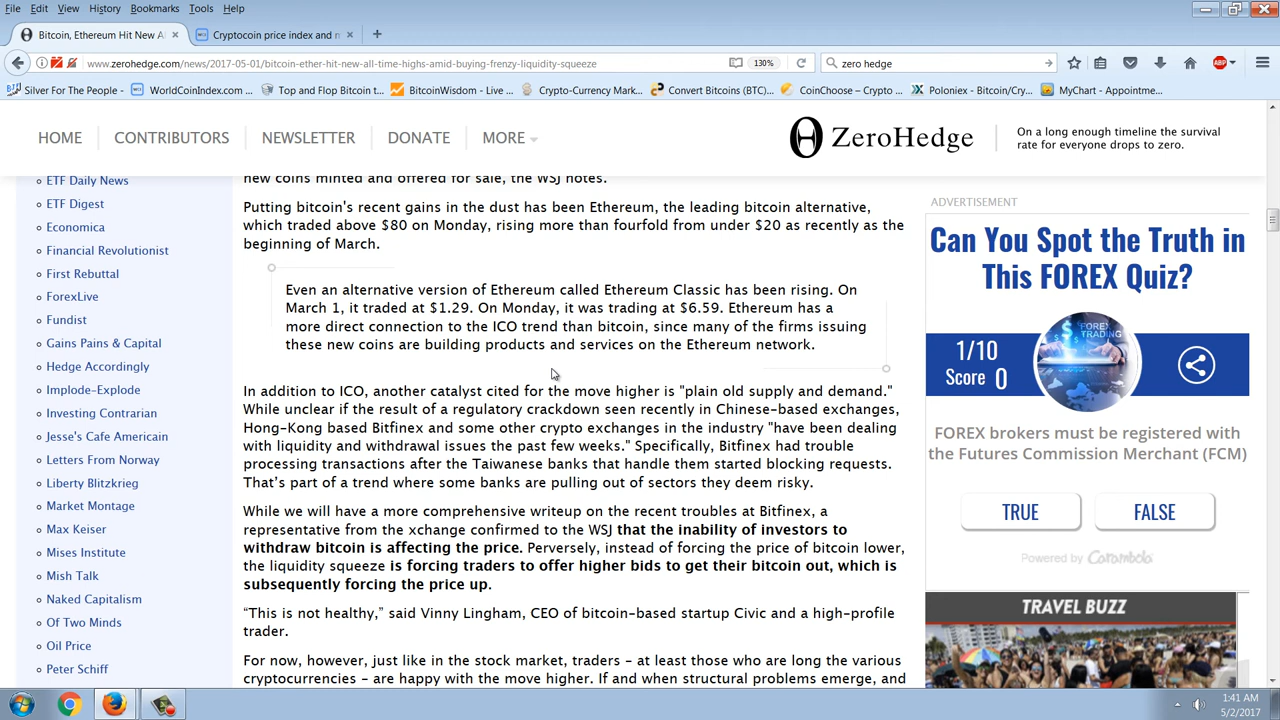 File Edit View History Bookmarks Tools Help
Bitcoin, Ethereum Hit New A
Cryptocoin price index and
www.zerohedge.com/news/2017-05-01/bitcoin-ether-hit-new-all-time-highs-amid-buying-frenzy-liquidity-squeeze
130%
zero hedge
ABP
Silver For The People - ...
WorldCoinIndex.com ...
Top and Flop Bitcoin t...
BitcoinWisdom - Live ...
Crypto-Currency Mark...
Convert Bitcoins (BTC)...
CoinChoose – Crypto ...
Poloniex - Bitcoin/Cry...
MyChart - Appointme...
HOME
CONTRIBUTORS
NEWSLETTER
DONATE
MORE
ZeroHedge
On a long enough timeline the survival
rate for everyone drops to zero.
ETF Daily News
ETF Digest
Economica
Financial Revolutionist
First Rebuttal
ForexLive
Fundist
Gains Pains & Capital
Hedge Accordingly
Implode-Explode
Investing Contrarian
Jesse's Cafe Americain
Letters From Norway
Liberty Blitzkrieg
Market Montage
Max Keiser
Mises Institute
Mish Talk
Naked Capitalism
Of Two Minds
Oil Price
Peter Schiff
new coins minted and offered for sale, the WSJ notes.
Putting bitcoin's recent gains in the dust has been Ethereum, the leading bitcoin alternative,
which traded above $80 on Monday, rising more than fourfold from under $20 as recently as the
beginning of March.
Even an alternative version of Ethereum called Ethereum Classic has been rising. On
March 1, it traded at $1.29. On Monday, it was trading at $6.59. Ethereum has a
more direct connection to the ICO trend than bitcoin, since many of the firms issuing
these new coins are building products and services on the Ethereum network.
In addition to ICO, another catalyst cited for the move higher is "plain old supply and demand."
While unclear if the result of a regulatory crackdown seen recently in Chinese-based exchanges,
Hong-Kong based Bitfinex and some other crypto exchanges in the industry "have been dealing
with liquidity and withdrawal issues the past few weeks." Specifically, Bitfinex had trouble
processing transactions after the Taiwanese banks that handle them started blocking requests.
That's part of a trend where some banks are pulling out of sectors they deem risky.
While we will have a more comprehensive writeup on the recent troubles at Bitfinex, a
representative from the xchange confirmed to the WSJ that the inability of investors to
withdraw bitcoin is affecting the price. Perversely, instead of forcing the price of bitcoin lower,
the liquidity squeeze is forcing traders to offer higher bids to get their bitcoin out, which is
subsequently forcing the price up.
“This is not healthy,” said Vinny Lingham, CEO of bitcoin-based startup Civic and a high-profile
trader.
For now, however, just like in the stock market, traders – at least those who are long the various
cryptocurrencies – are happy with the move higher. If and when structural problems emerge, and
ADVERTISEMENT
Can You Spot the Truth in
This FOREX Quiz?
1/10
Score 0
FOREX
TRADING
FOREX brokers must be registered with
the Futures Commission Merchant (FCM)
TRUE
FALSE
Powered by Carambola
TRAVEL BUZZ
1:41 AM
5/2/2017